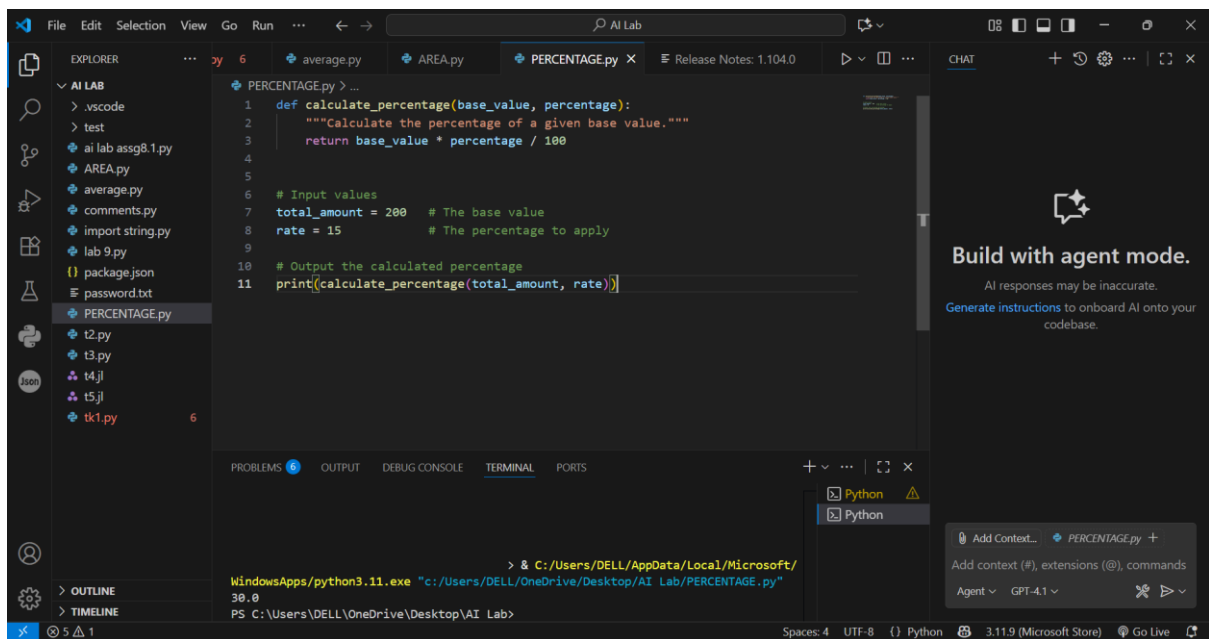 File Edit Selection View Go Run ··· AI Lab
EXPLORER ···
AI LAB
.vscode
test
ai lab assg8.1.py
AREA.py
average.py
comments.py
import string.py
lab 9.py
{} package.json
password.txt
PERCENTAGE.py
t2.py
t3.py
t4.jl
t5.jl
tk1.py 6
OUTLINE
TIMELINE
Json
py 6 average.py AREA.py PERCENTAGE.py Release Notes: 1.104.0
PERCENTAGE.py > ...
1 def calculate_percentage(base_value, percentage):
2 """Calculate the percentage of a given base value."""
3 return base_value * percentage / 100
4
5
6 # Input values
7 total_amount = 200 # The base value
8 rate = 15 # The percentage to apply
9
10 # Output the calculated percentage
11 print(calculate_percentage(total_amount, rate))
PROBLEMS 6 OUTPUT DEBUG CONSOLE TERMINAL PORTS
> & C:/Users/DELL/AppData/Local/Microsoft/
WindowsApps/python3.11.exe "c:/Users/DELL/OneDrive/Desktop/AI Lab/PERCENTAGE.py"
30.0
PS C:\Users\DELL\OneDrive\Desktop\AI Lab>
Python
Python
CHAT
Build with agent mode.
AI responses may be inaccurate.
Generate instructions to onboard AI onto your
codebase.
Add Context... PERCENTAGE.py +
Add context (#), extensions (@), commands
Agent GPT-4.1
5 1 Spaces: 4 UTF-8 {} Python 3.11.9 (Microsoft Store) Go Live